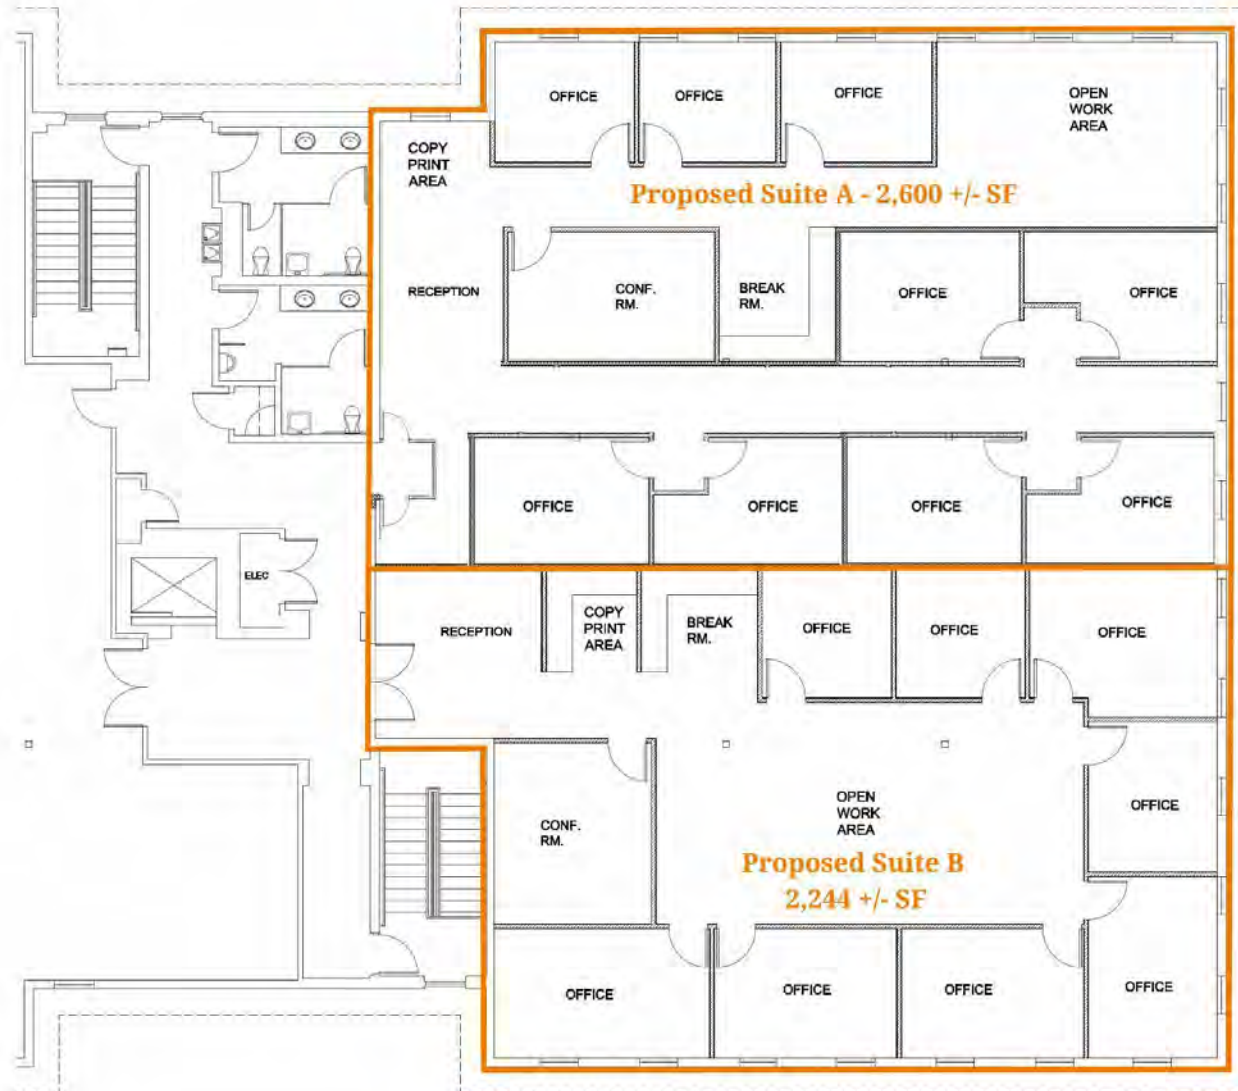 OFFICE
OFFICE
OFFICE
OPEN
WORK
AREA
COPY
PRINT
AREA
Proposed Suite A - 2,600 +/- SF
RECEPTION
CONF.
RM.
BREAK
RM.
OFFICE
OFFICE
OFFICE
OFFICE
OFFICE
OFFICE
ELEC
RECEPTION
COPY
PRINT
AREA
BREAK
RM.
OFFICE
OFFICE
OFFICE
CONF.
RM.
OPEN
WORK
AREA
OFFICE
Proposed Suite B
2,244 +/- SF
OFFICE
OFFICE
OFFICE
OFFICE